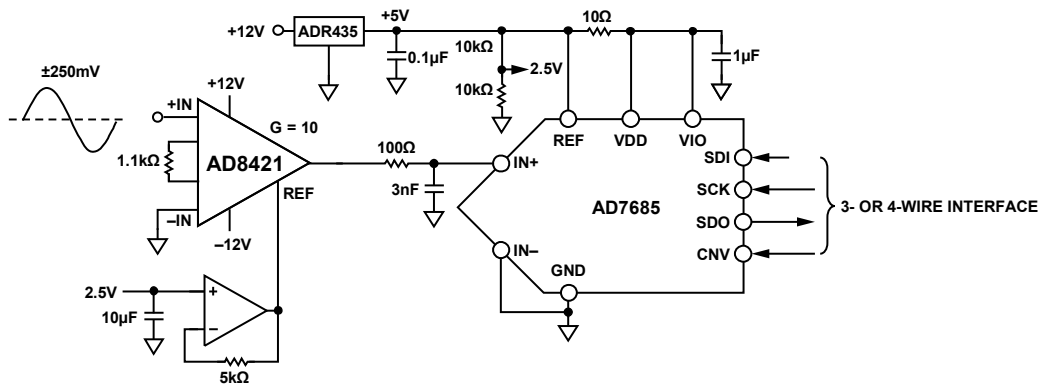 +12V
ADR435
+5V
10Ω
10kΩ
0.1µF
2.5V
1µF
10kΩ
±250mV
+12V
+IN
G = 10
1.1kΩ
AD8421
REF
–IN
–12V
100Ω
3nF
IN+
REF
VDD
VIO
SDI
SCK
SDO
CNV
AD7685
IN–
GND
3- OR 4-WIRE INTERFACE
2.5V
10µF
+
–
5kΩ